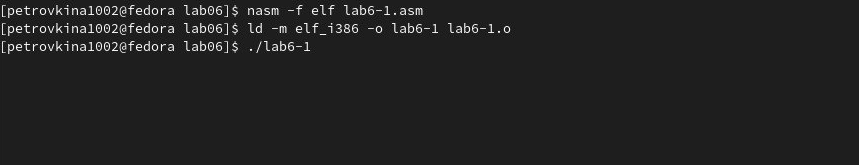 [petrovkina1002@fedora lab06]$ nasm -f elf lab6-1.asm
[petrovkina1002@fedora lab06]$ ld -m elf_i386 -o lab6-1 lab6-1.o
[petrovkina1002@fedora lab06]$ ./lab6-1